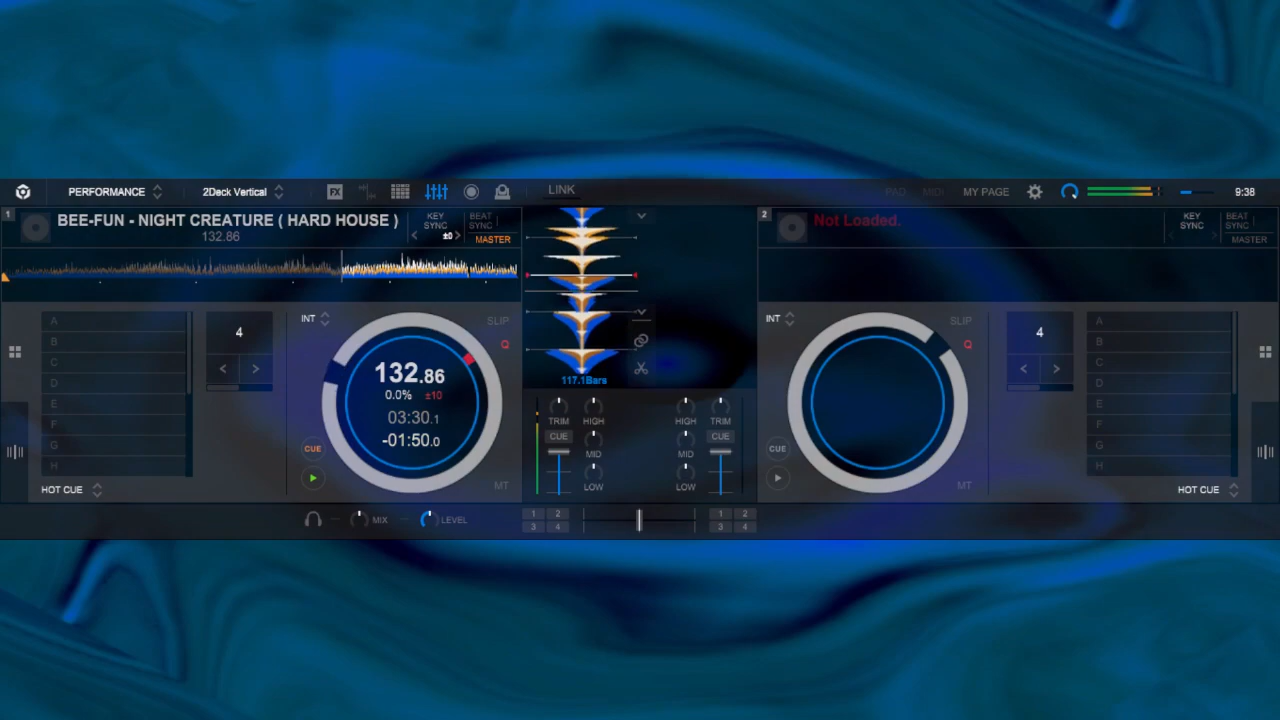 PERFORMANCE 2Deck Vertical FX LINK PAD MIDI MY PAGE 9:38
1 BEE-FUN - NIGHT CREATURE ( HARD HOUSE )
132.86
KEY SYNC
±0
BEAT SYNC
MASTER
2 Not Loaded.
KEY SYNC
BEAT SYNC
MASTER
A
B
C
D
E
F
G
H
HOT CUE
4
INT
SLIP
Q
132.86
0.0% ±10
03:30.1
-01:50.0
CUE
MT
117.1Bars
TRIM HIGH
CUE
MID
LOW
HIGH TRIM
CUE
MID
LOW
INT
SLIP
Q
CUE
MT
4
A
B
C
D
E
F
G
H
HOT CUE
MIX LEVEL
1 2
3 4
1 2
3 4